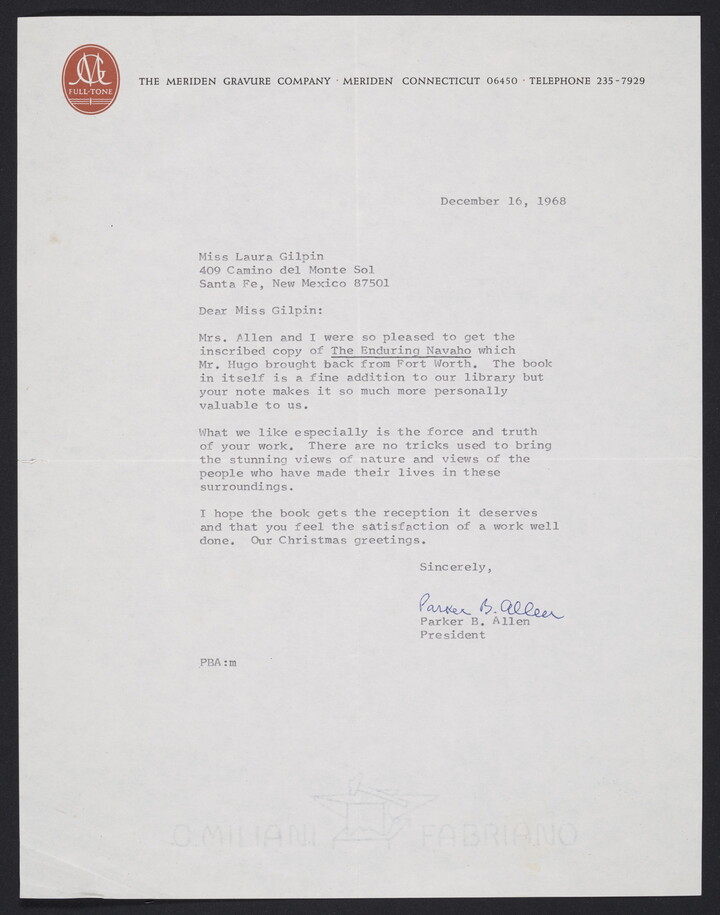 MG
FULL-TONE
THE MERIDEN GRAVURE COMPANY · MERIDEN CONNECTICUT 06450 · TELEPHONE 235-7929
December 16, 1968
Miss Laura Gilpin
409 Camino del Monte Sol
Santa Fe, New Mexico 87501
Dear Miss Gilpin:
Mrs. Allen and I were so pleased to get the
inscribed copy of The Enduring Navaho which
Mr. Hugo brought back from Fort Worth. The book
in itself is a fine addition to our library but
your note makes it so much more personally
valuable to us.
What we like especially is the force and truth
of your work. There are no tricks used to bring
the stunning views of nature and views of the
people who have made their lives in these
surroundings.
I hope the book gets the reception it deserves
and that you feel the satisfaction of a work well
done. Our Christmas greetings.
Sincerely,
Parker B. Allen
Parker B. Allen
President
PBA:m
C. MILIANI FABRIANO